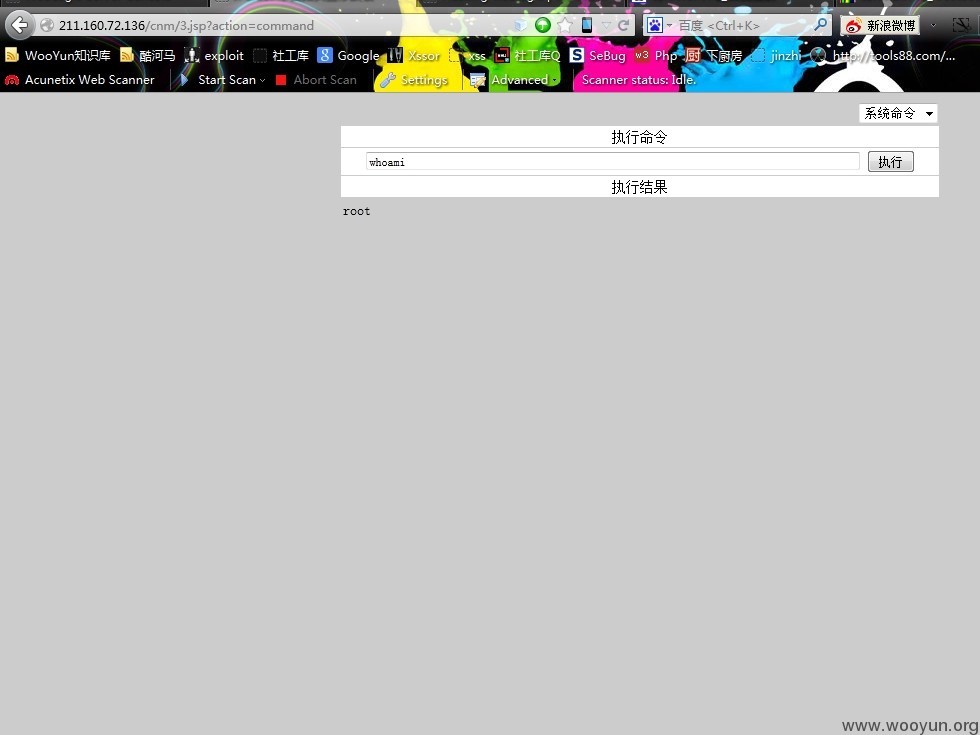 211.160.72.136/cnm/3.jsp?action=command
百度 <Ctrl+K>
新浪微博
WooYun知识库 酷河马 exploit 社工库 Google Xssor xss 社工库Q SeBug w3 Php 下厨房 jinzhi http://tools88.com/...
Acunetix Web Scanner Start Scan Abort Scan Settings Advanced Scanner status: Idle.
系统命令
执行命令
whoami 执行
执行结果
root
www.wooyun.org